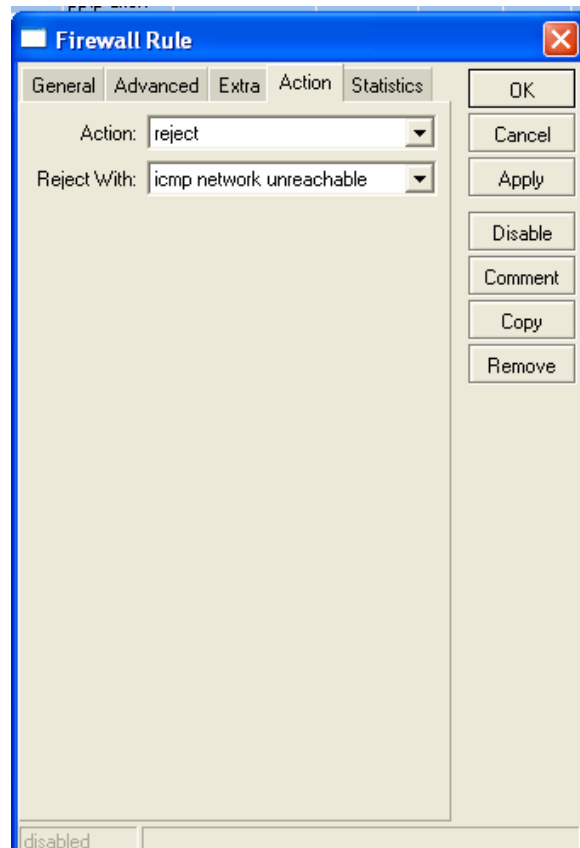 Firewall Rule
General Advanced Extra Action Statistics
Action: reject
Reject With: icmp network unreachable
OK
Cancel
Apply
Disable
Comment
Copy
Remove
disabled